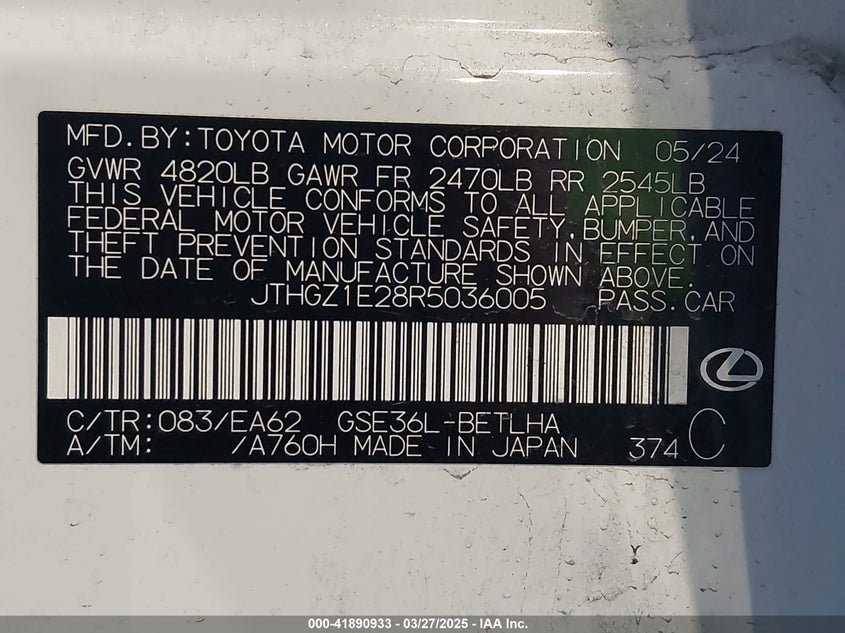 MFD.BY:TOYOTA MOTOR CORPORATION 05/24
GVWR 4820LB GAWR FR 2470LB RR 2545LB
THIS VEHICLE CONFORMS TO ALL APPLICABLE
FEDERAL MOTOR VEHICLE SAFETY,BUMPER,AND
THEFT PREVENTION STANDARDS IN EFFECT ON
THE DATE OF MANUFACTURE SHOWN ABOVE.
JTHGZ1E28R5036005 PASS.CAR
C/TR:083/EA62 GSE36L-BETLHA
A/TM: /A760H MADE IN JAPAN 374 C
000-41890933 / 03/27/2025 - IAA Inc.